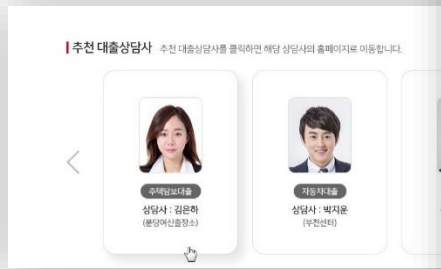 추천 대출상담사 추천 대출상담사를 클릭하면 해당 상담사의 홈페이지로 이동합니다.
주택담보대출
상담사 : 김은하
(분당여신출장소)
자동차대출
상담사 : 박지운
(부천센터)